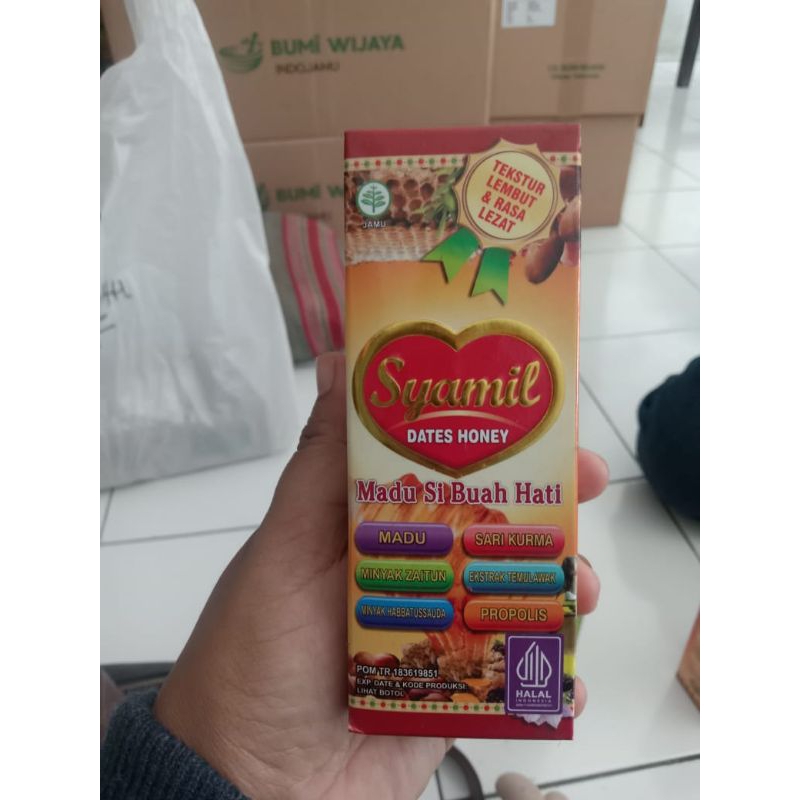 BUMI WIJAYA
INDOJAMU
BUMI W
JAMU
TEKSTUR
LEMBUT
& RASA
LEZAT
Syamil
DATES HONEY
Madu Si Buah Hati
MADU
SARI KURMA
MINYAK ZAITUN
EKSTRAK TEMULAWAK
MINYAK HABBATUSSAUDA
PROPOLIS
POM TR 183619851
EXP. DATE & KODE PRODUKSI
LIHAT BOTOL
HALAL
INDONESIA